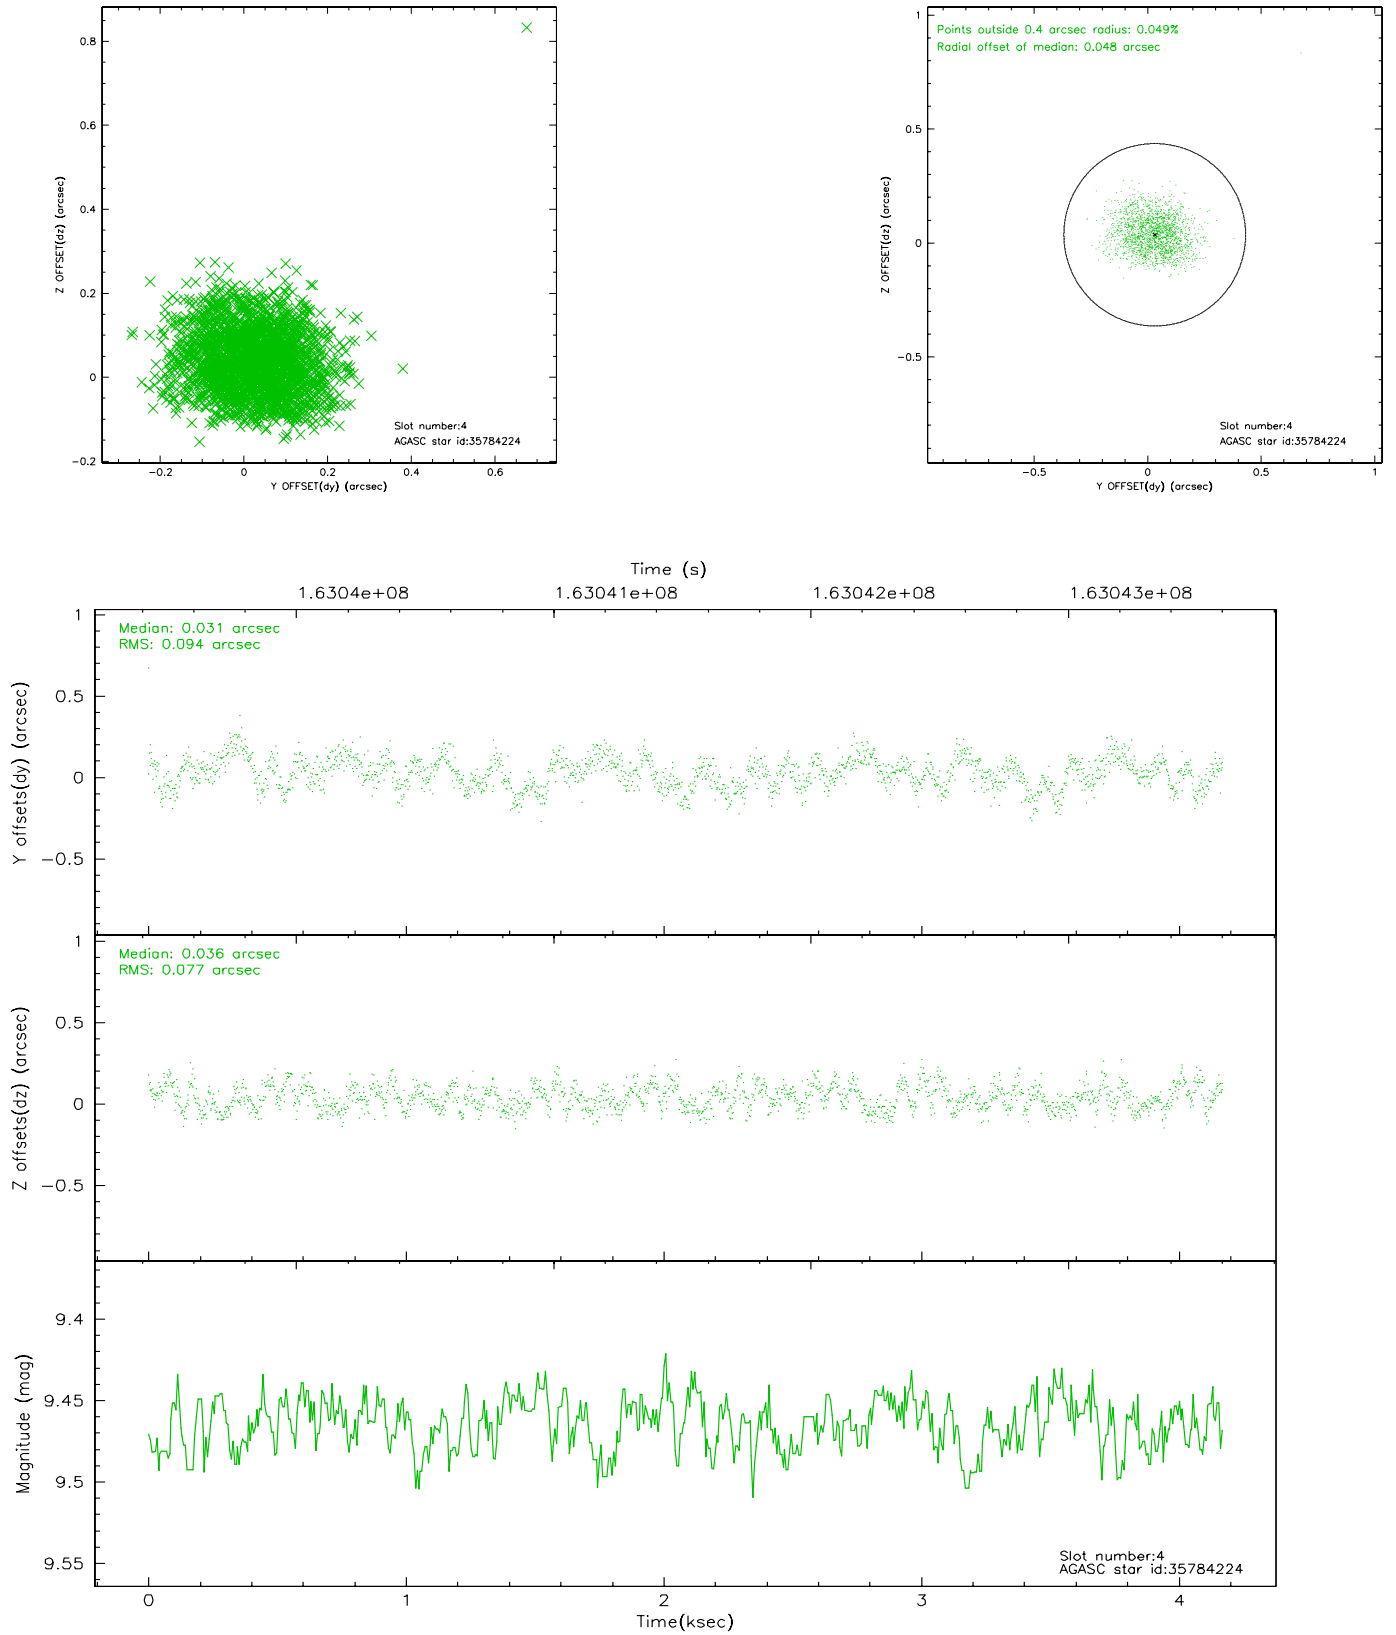 0.8
0.6
0.4
0.2
0
−0.2
Z OFFSET(dz) (arcsec)
−0.2 0 0.2 0.4 0.6
Y OFFSET(dy) (arcsec)
Slot number:4
AGASC star id:35784224
Points outside 0.4 arcsec radius: 0.049%
Radial offset of median: 0.048 arcsec
1
0.5
0
−0.5
Z OFFSET(dz) (arcsec)
−0.5 0 0.5 1
Y OFFSET(dy) (arcsec)
Slot number:4
AGASC star id:35784224
Time (s)
1.6304e+08 1.63041e+08 1.63042e+08 1.63043e+08
Median: 0.031 arcsec
RMS: 0.094 arcsec
1
0.5
0
−0.5
Y offsets(dy) (arcsec)
Median: 0.036 arcsec
RMS: 0.077 arcsec
1
0.5
0
−0.5
Z offsets(dz) (arcsec)
9.4
9.45
9.5
9.55
Magnitude (mag)
Slot number:4
AGASC star id:35784224
0 1 2 3 4
Time(ksec)